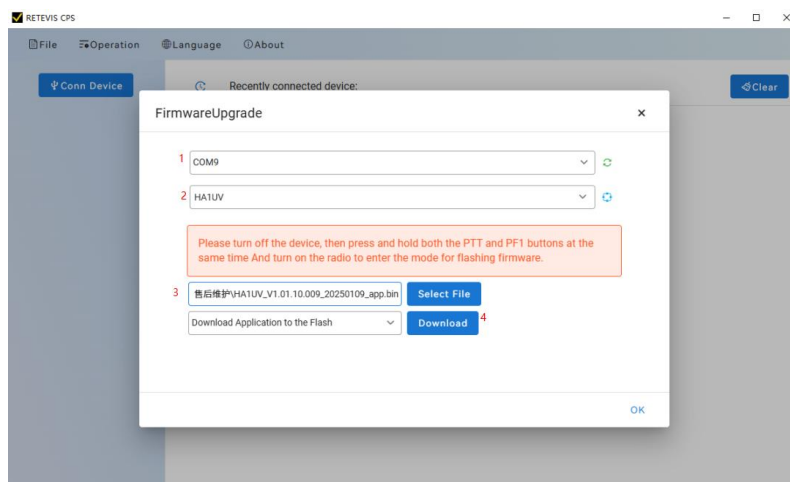 RETEVIS CPS
File Operation Language About
Conn Device
Recently connected device:
Clear
FirmwareUpgrade
1 COM9
2 HA1UV
Please turn off the device, then press and hold both the PTT and PF1 buttons at the
same time And turn on the radio to enter the mode for flashing firmware.
3 售后维护\HA1UV_V1.01.10.009_20250109_app.bin Select File
Download Application to the Flash Download 4
OK